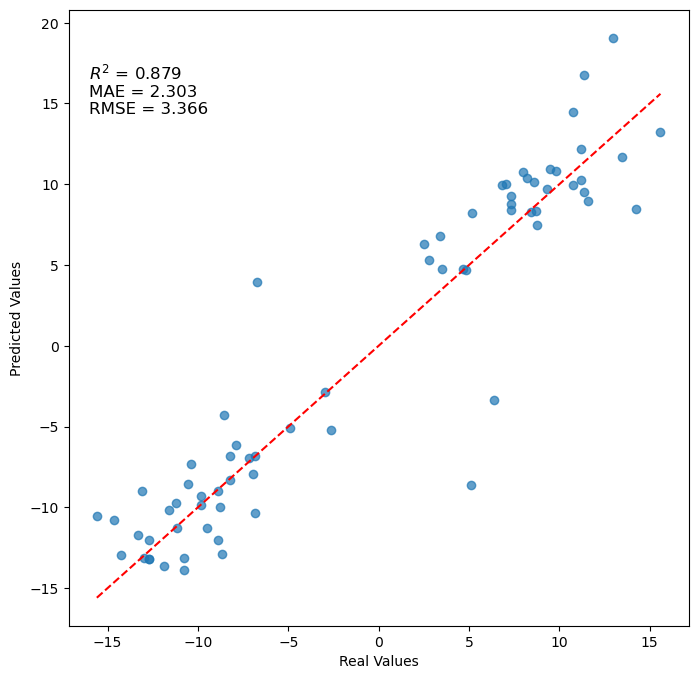 R² = 0.879
MAE = 2.303
RMSE = 3.366
20
15
10
5
0
−5
−10
−15
Predicted Values
−15 −10 −5 0 5 10 15
Real Values